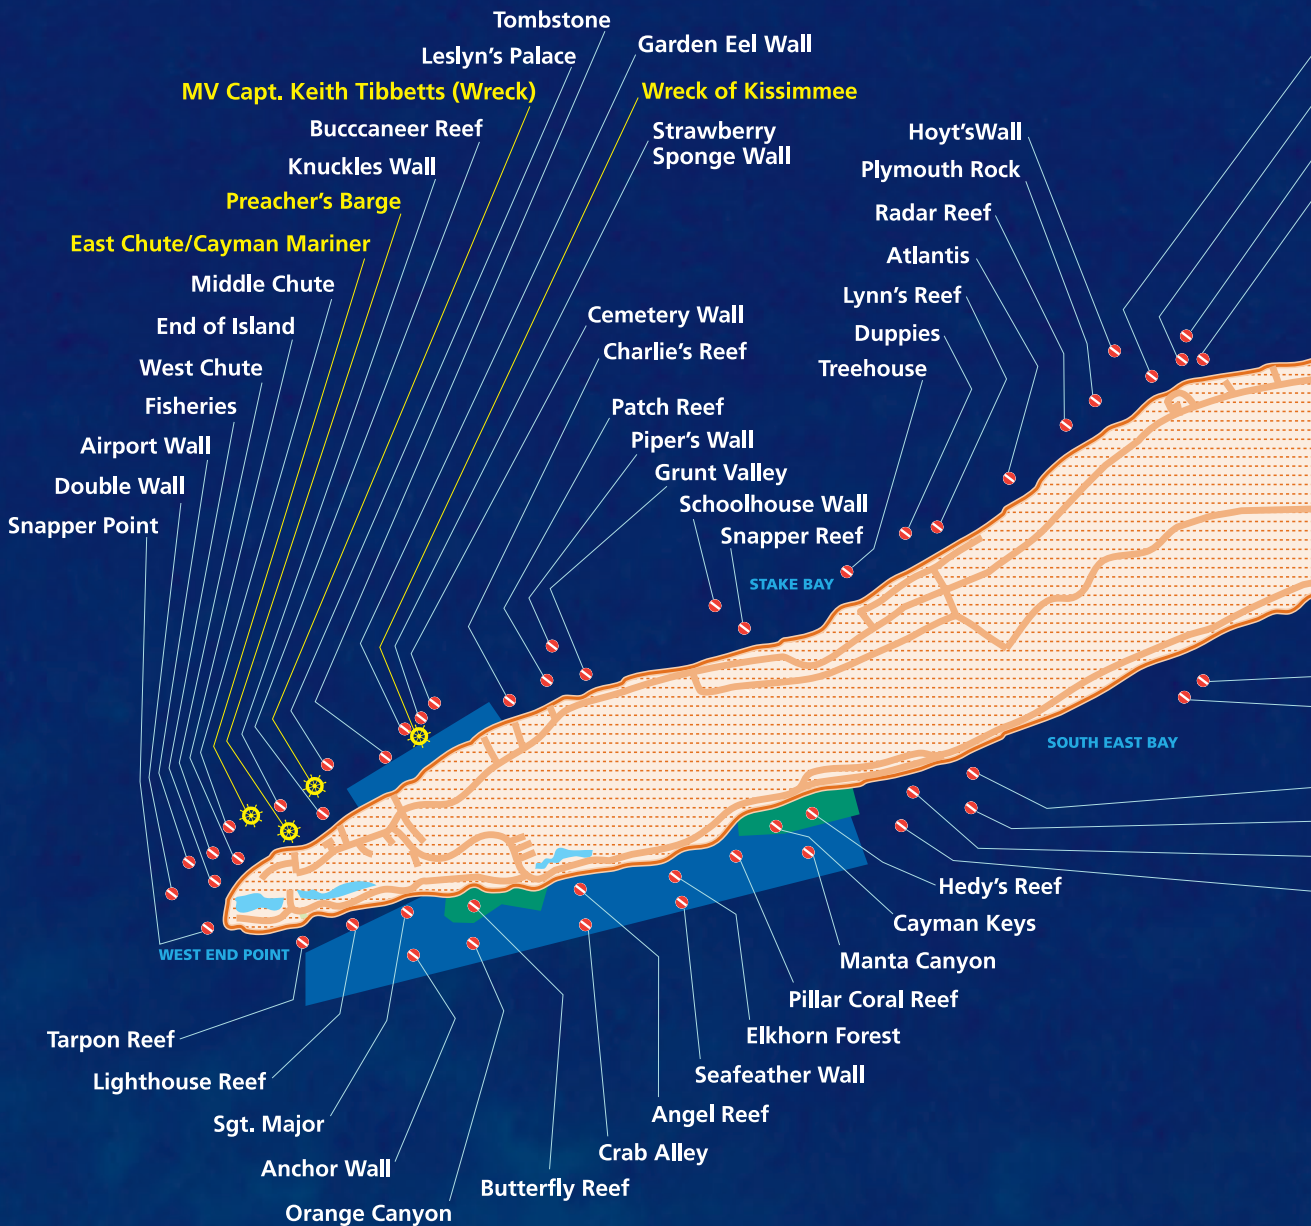 Tombstone
Leslyn's Palace
MV Capt. Keith Tibbetts (Wreck)
Bucccaneer Reef
Knuckles Wall
Preacher's Barge
East Chute/Cayman Mariner
Middle Chute
End of Island
West Chute
Fisheries
Airport Wall
Double Wall
Snapper Point
Garden Eel Wall
Wreck of Kissimmee
Strawberry
Sponge Wall
Cemetery Wall
Charlie's Reef
Patch Reef
Piper's Wall
Grunt Valley
Schoolhouse Wall
Snapper Reef
Hoyt'sWall
Plymouth Rock
Radar Reef
Atlantis
Lynn's Reef
Duppies
Treehouse
STAKE BAY
SOUTH EAST BAY
WEST END POINT
Hedy's Reef
Cayman Keys
Manta Canyon
Pillar Coral Reef
Elkhorn Forest
Seafeather Wall
Angel Reef
Crab Alley
Butterfly Reef
Tarpon Reef
Lighthouse Reef
Sgt. Major
Anchor Wall
Orange Canyon